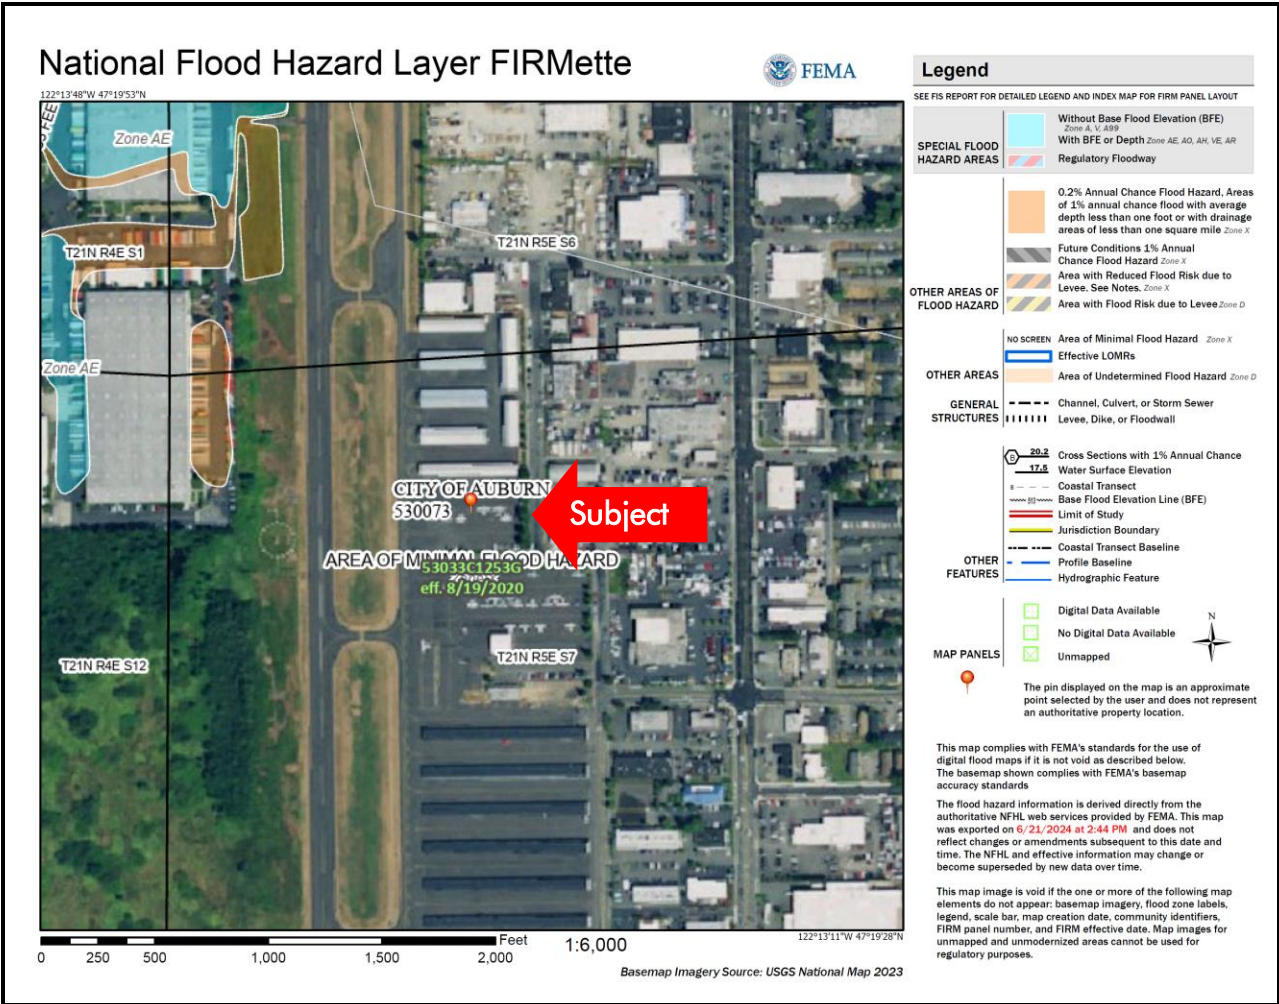 National Flood Hazard Layer FIRMette
FEMA
122°13'48"W 47°19'53"N
Zone AE
T21N R4E S1
T21N R5E S6
Zone AE
CITY OF AUBURN
530073
Subject
AREA OF MINIMAL FLOOD HAZARD
53033C1253G
eff. 8/19/2020
T21N R4E S12
T21N R5E S7
122°13'11"W 47°19'28"N
0 250 500 1,000 1,500 2,000
Feet
1:6,000
Basemap Imagery Source: USGS National Map 2023
Legend
SEE FIS REPORT FOR DETAILED LEGEND AND INDEX MAP FOR FIRM PANEL LAYOUT
SPECIAL FLOOD
HAZARD AREAS
Without Base Flood Elevation (BFE)
Zone A, V, A99
With BFE or Depth Zone AE, AO, AH, VE, AR
Regulatory Floodway
OTHER AREAS OF
FLOOD HAZARD
0.2% Annual Chance Flood Hazard, Areas
of 1% annual chance flood with average
depth less than one foot or with drainage
areas of less than one square mile Zone X
Future Conditions 1% Annual
Chance Flood Hazard Zone X
Area with Reduced Flood Risk due to
Levee. See Notes. Zone X
Area with Flood Risk due to Levee Zone D
OTHER AREAS
NO SCREEN Area of Minimal Flood Hazard Zone X
Effective LOMRs
Area of Undetermined Flood Hazard Zone D
GENERAL
STRUCTURES
Channel, Culvert, or Storm Sewer
Levee, Dike, or Floodwall
OTHER
FEATURES
B 20.2 Cross Sections with 1% Annual Chance
17.5 Water Surface Elevation
8 Coastal Transect
513 Base Flood Elevation Line (BFE)
Limit of Study
Jurisdiction Boundary
Coastal Transect Baseline
Profile Baseline
Hydrographic Feature
MAP PANELS
Digital Data Available
No Digital Data Available
Unmapped
N
The pin displayed on the map is an approximate
point selected by the user and does not represent
an authoritative property location.
This map complies with FEMA's standards for the use of
digital flood maps if it is not void as described below.
The basemap shown complies with FEMA's basemap
accuracy standards
The flood hazard information is derived directly from the
authoritative NFHL web services provided by FEMA. This map
was exported on 6/21/2024 at 2:44 PM and does not
reflect changes or amendments subsequent to this date and
time. The NFHL and effective information may change or
become superseded by new data over time.
This map image is void if the one or more of the following map
elements do not appear: basemap imagery, flood zone labels,
legend, scale bar, map creation date, community identifiers,
FIRM panel number, and FIRM effective date. Map images for
unmapped and unmodernized areas cannot be used for
regulatory purposes.